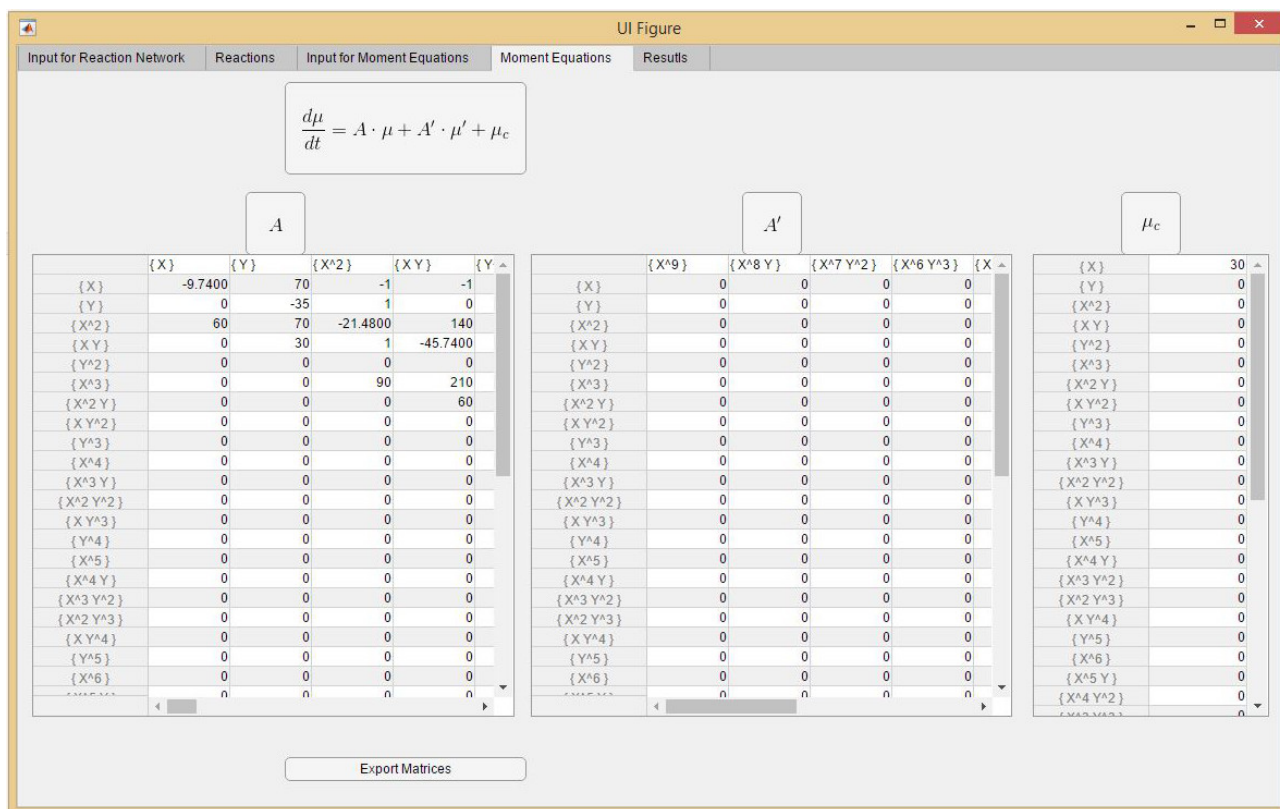 UI Figure
Input for Reaction Network Reactions Input for Moment Equations Moment Equations Resutls
dμ/dt = A · μ + A′ · μ′ + μc
A
{ X } { Y } { X^2 } { X Y } { Y
{ X } -9.7400 70 -1 -1
{ Y } 0 -35 1 0
{ X^2 } 60 70 -21.4800 140
{ X Y } 0 30 1 -45.7400
{ Y^2 } 0 0 0 0
{ X^3 } 0 0 90 210
{ X^2 Y } 0 0 0 60
{ X Y^2 } 0 0 0 0
{ Y^3 } 0 0 0 0
{ X^4 } 0 0 0 0
{ X^3 Y } 0 0 0 0
{ X^2 Y^2 } 0 0 0 0
{ X Y^3 } 0 0 0 0
{ Y^4 } 0 0 0 0
{ X^5 } 0 0 0 0
{ X^4 Y } 0 0 0 0
{ X^3 Y^2 } 0 0 0 0
{ X^2 Y^3 } 0 0 0 0
{ X Y^4 } 0 0 0 0
{ Y^5 } 0 0 0 0
{ X^6 } 0 0 0 0
0 0 0 0
A′
{ X^9 } { X^8 Y } { X^7 Y^2 } { X^6 Y^3 } { X
{ X } 0 0 0 0
{ Y } 0 0 0 0
{ X^2 } 0 0 0 0
{ X Y } 0 0 0 0
{ Y^2 } 0 0 0 0
{ X^3 } 0 0 0 0
{ X^2 Y } 0 0 0 0
{ X Y^2 } 0 0 0 0
{ Y^3 } 0 0 0 0
{ X^4 } 0 0 0 0
{ X^3 Y } 0 0 0 0
{ X^2 Y^2 } 0 0 0 0
{ X Y^3 } 0 0 0 0
{ Y^4 } 0 0 0 0
{ X^5 } 0 0 0 0
{ X^4 Y } 0 0 0 0
{ X^3 Y^2 } 0 0 0 0
{ X^2 Y^3 } 0 0 0 0
{ X Y^4 } 0 0 0 0
{ Y^5 } 0 0 0 0
{ X^6 } 0 0 0 0
0 0 0 0
μc
{ X } 30
{ Y } 0
{ X^2 } 0
{ X Y } 0
{ Y^2 } 0
{ X^3 } 0
{ X^2 Y } 0
{ X Y^2 } 0
{ Y^3 } 0
{ X^4 } 0
{ X^3 Y } 0
{ X^2 Y^2 } 0
{ X Y^3 } 0
{ Y^4 } 0
{ X^5 } 0
{ X^4 Y } 0
{ X^3 Y^2 } 0
{ X^2 Y^3 } 0
{ X Y^4 } 0
{ Y^5 } 0
{ X^6 } 0
{ X^5 Y } 0
{ X^4 Y^2 } 0
0
Export Matrices